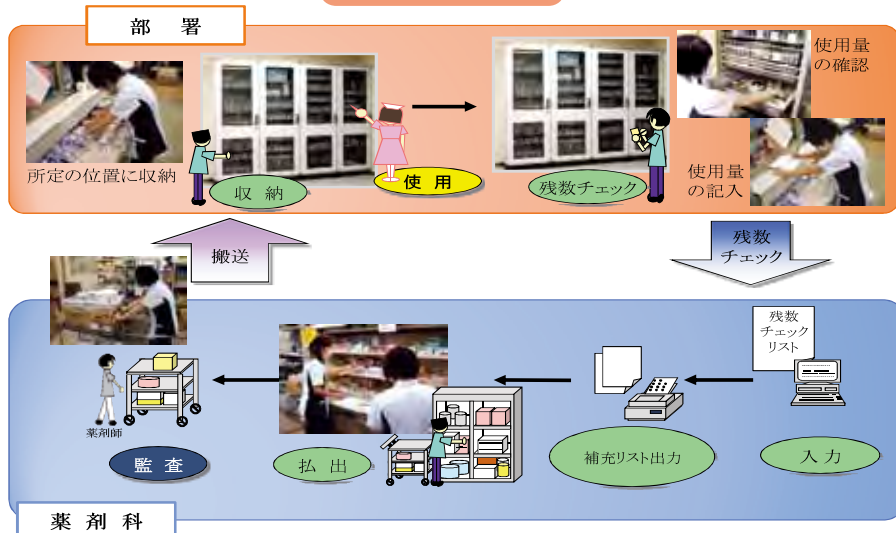 部 署
所定の位置に収納
収 納
使 用
残数チェック
使用量
の確認
使用量
の記入
搬送
残数
チェック
残数
チェック
リスト
薬剤師
監 査
払 出
補充リスト出力
入 力
薬 剤 科